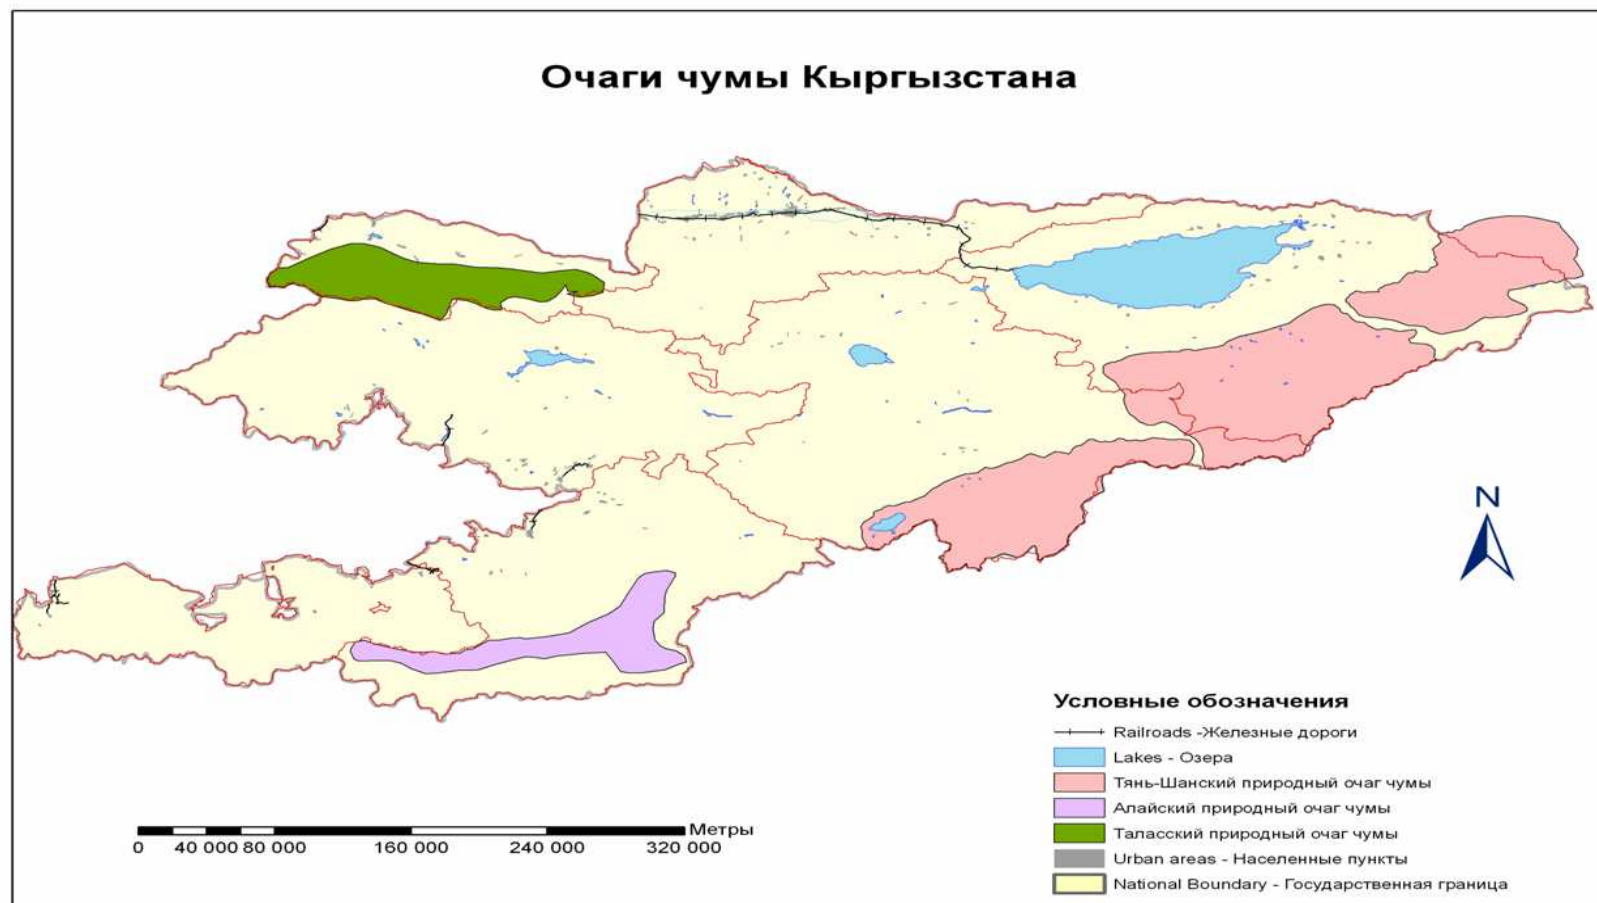 Очаги чумы Кыргызстана
N
Условные обозначения
Railroads -Железные дороги
Lakes - Озера
Тянь-Шанский природный очаг чумы
Алайский природный очаг чумы
Таласский природный очаг чумы
Urban areas - Населенные пункты
National Boundary - Государственная граница
Метры
0 40 000 80 000 160 000 240 000 320 000